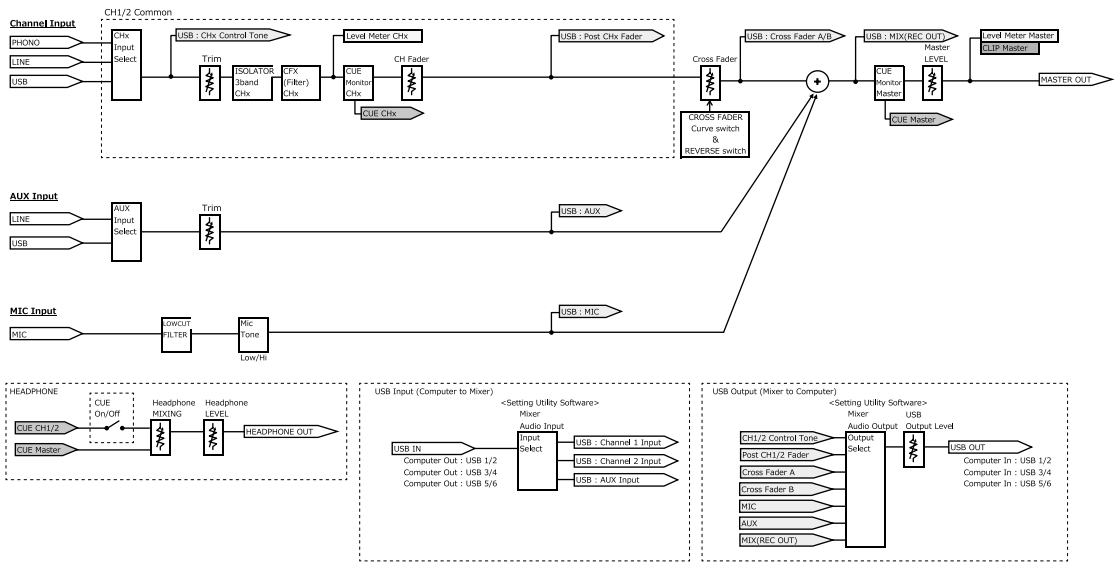 CH1/2 Common
Channel Input
PHONO
LINE
USB
CHx
Input
Select
USB : CHx Control Tone
Trim
ISOLATOR
3band
CHx
CFX
(Filter)
CHx
Level Meter CHx
CUE
Monitor
CHx
CUE CHx
CH Fader
USB : Post CHx Fader
Cross Fader
CROSS FADER
Curve switch
&
REVERSE switch
USB : Cross Fader A/B
+
USB : MIX(REC OUT)
CUE
Monitor
Master
CUE Master
Master
LEVEL
Level Meter Master
CLIP Master
MASTER OUT
AUX Input
LINE
USB
AUX
Input
Select
Trim
USB : AUX
MIC Input
MIC
LOWCUT
FILTER
Mic
Tone
Low/Hi
USB : MIC
HEADPHONE
CUE
On/Off
CUE CH1/2
CUE Master
Headphone
MIXING
Headphone
LEVEL
HEADPHONE OUT
USB Input (Computer to Mixer)
<Setting Utility Software>
Mixer
Audio Input
USB IN
Computer Out : USB 1/2
Computer Out : USB 3/4
Computer Out : USB 5/6
Input
Select
USB : Channel 1 Input
USB : Channel 2 Input
USB : AUX Input
USB Output (Mixer to Computer)
<Setting Utility Software>
Mixer
Audio Output
USB
Output Level
CH1/2 Control Tone
Post CH1/2 Fader
Cross Fader A
Cross Fader B
MIC
AUX
MIX(REC OUT)
Output
Select
USB OUT
Computer In : USB 1/2
Computer In : USB 3/4
Computer In : USB 5/6